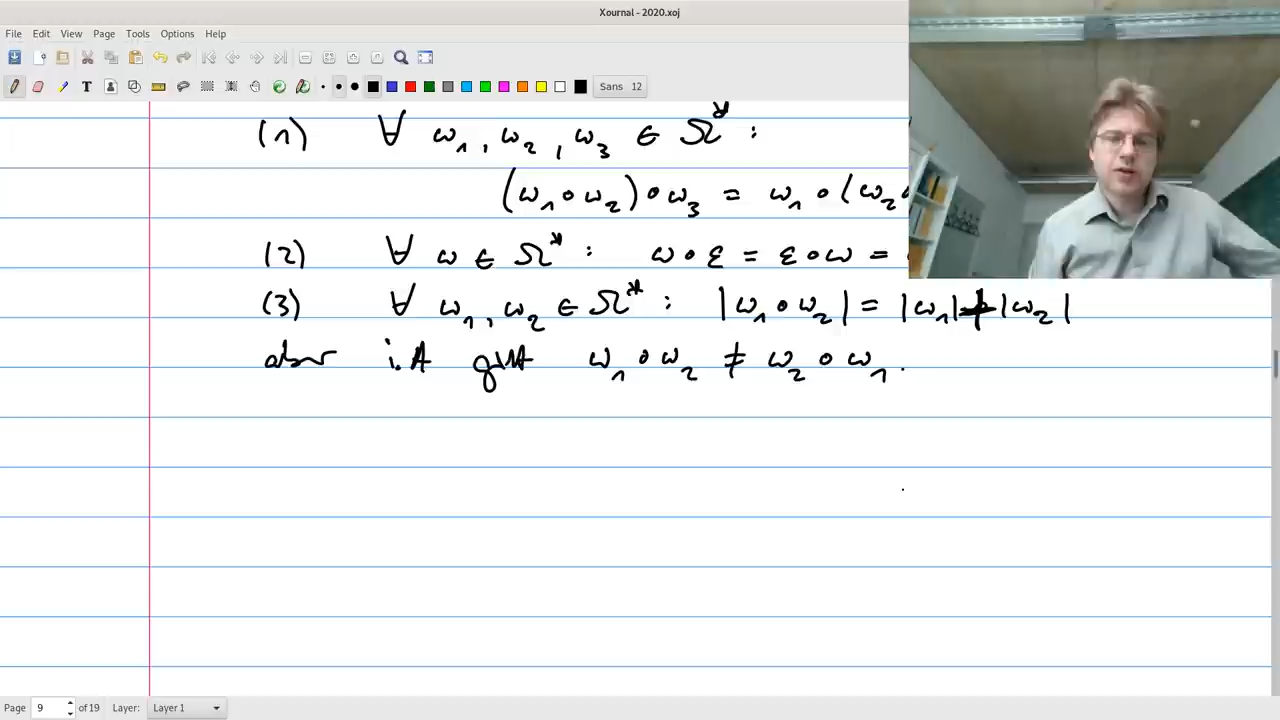 Xournal - 2020.xoj
File Edit View Page Tools Options Help
Sans 12
(1) ∀ ω₁, ω₂, ω₃ ∈ Ω* :
(ω₁ ∘ ω₂) ∘ ω₃ = ω₁ ∘ (ω₂
(2) ∀ ω ∈ Ω* : ω ∘ ε = ε ∘ ω =
(3) ∀ ω₁, ω₂ ∈ Ω* : |ω₁ ∘ ω₂| = |ω₁| + |ω₂|
aber i.A gilt ω₁ ∘ ω₂ ≠ ω₂ ∘ ω₁.
Page 9 of 19 Layer: Layer 1